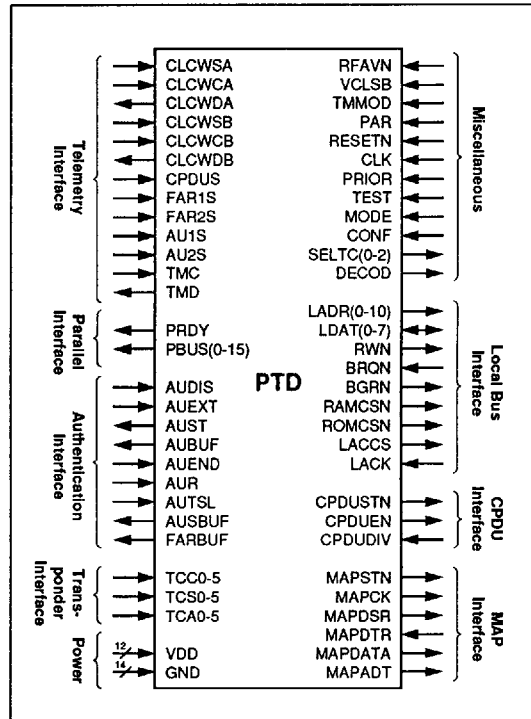 Telemetry
Interface
CLCWSA
CLCWCA
CLCWDA
CLCWSB
CLCWCB
CLCWDB
CPDUS
FAR1S
FAR2S
AU1S
AU2S
TMC
TMD
Parallel
Interface
PRDY
PBUS(0-15)
Authentication
Interface
AUDIS
AUEXT
AUST
AUBUF
AUEND
AUR
AUTSL
AUSBUF
FARBUF
Trans-
ponder
Interface
TCC0-5
TCS0-5
TCA0-5
Power
12
VDD
14
GND
PTD
RFAVN
VCLSB
TMMOD
PAR
RESETN
CLK
PRIOR
TEST
MODE
CONF
SELTC(0-2)
DECOD
Miscellaneous
LADR(0-10)
LDAT(0-7)
RWN
BRQN
BGRN
RAMCSN
ROMCSN
LACCS
LACK
Local Bus
Interface
CPDUSTN
CPDUEN
CPDUDIV
CPDU
Interface
MAPSTN
MAPCK
MAPDSR
MAPDTR
MAPDATA
MAPADT
MAP
Interface